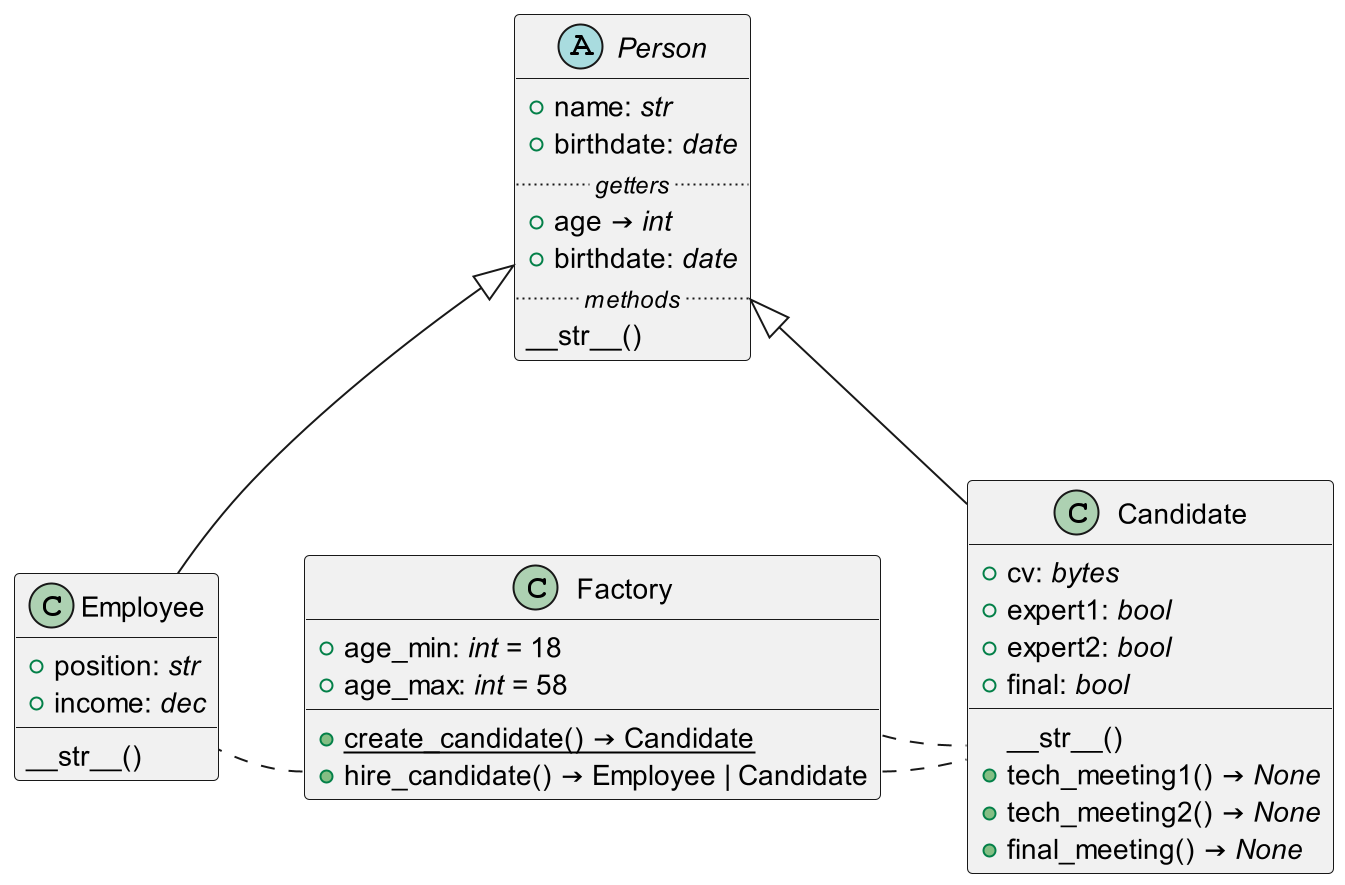 A Person
name: str
birthdate: date
getters
age → int
birthdate: date
methods
__str__()
C Employee
position: str
income: dec
__str__()
C Factory
age_min: int = 18
age_max: int = 58
create_candidate() → Candidate
hire_candidate() → Employee | Candidate
C Candidate
cv: bytes
expert1: bool
expert2: bool
final: bool
__str__()
tech_meeting1() → None
tech_meeting2() → None
final_meeting() → None